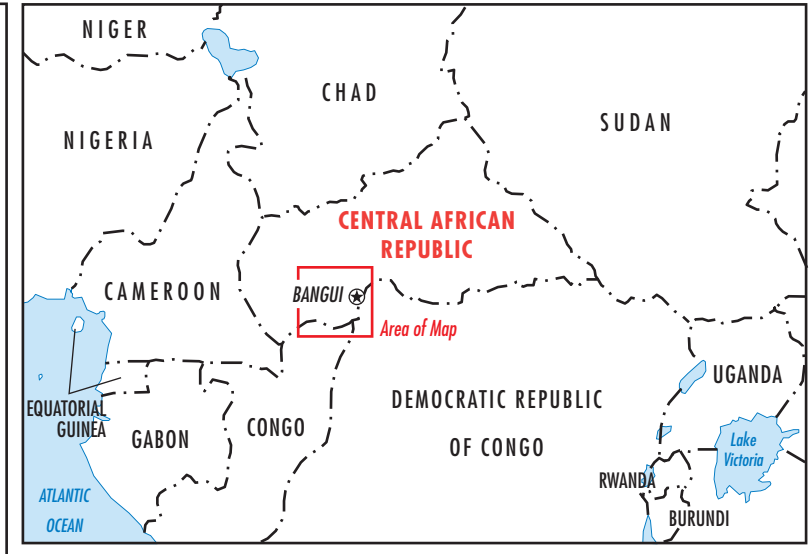 NIGER
CHAD
NIGERIA
SUDAN
CENTRAL AFRICAN
REPUBLIC
CAMEROON
BANGUI
Area of Map
UGANDA
EQUATORIAL
GUINEA
GABON
CONGO
DEMOCRATIC REPUBLIC
OF CONGO
Lake
Victoria
RWANDA
BURUNDI
ATLANTIC
OCEAN